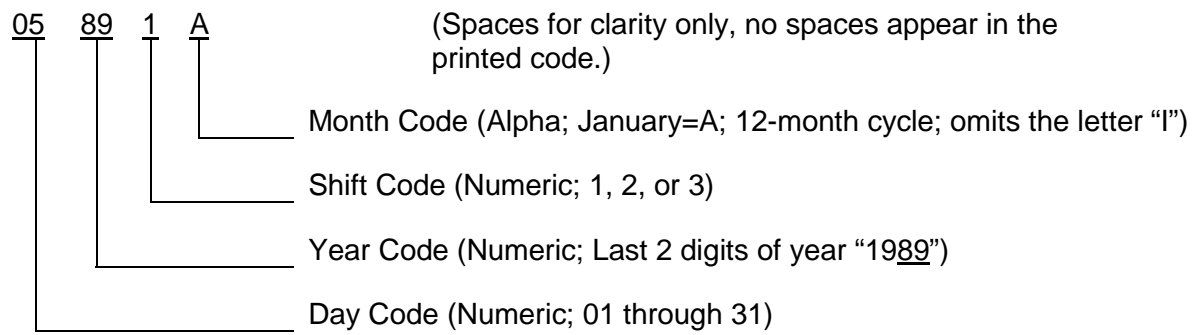 05 89 1 A (Spaces for clarity only, no spaces appear in the
printed code.)
Month Code (Alpha; January=A; 12-month cycle; omits the letter “I”)
Shift Code (Numeric; 1, 2, or 3)
Year Code (Numeric; Last 2 digits of year “1989”)
Day Code (Numeric; 01 through 31)